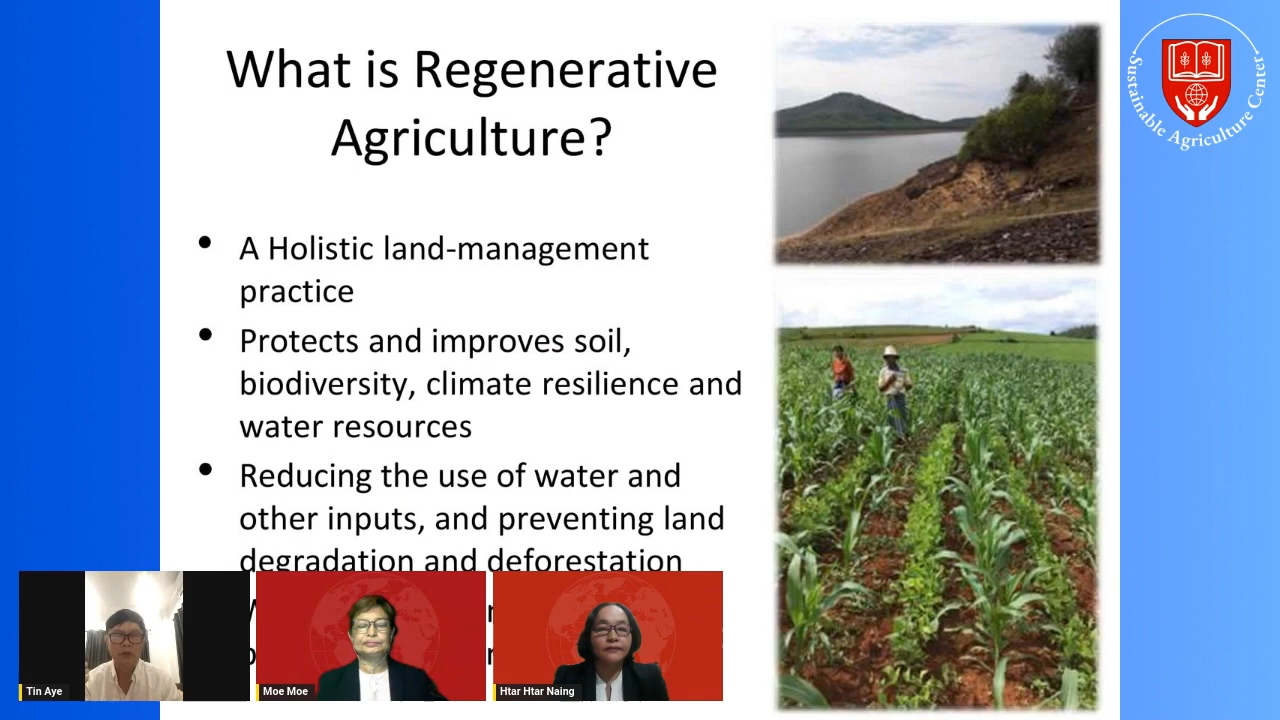 What is Regenerative
Agriculture?
Sustainable Agriculture Center
• A Holistic land-management
practice
• Protects and improves soil,
biodiversity, climate resilience and
water resources
• Reducing the use of water and
other inputs, and preventing land
degradation and deforestation
Tin Aye
Moe Moe
Htar Htar Naing